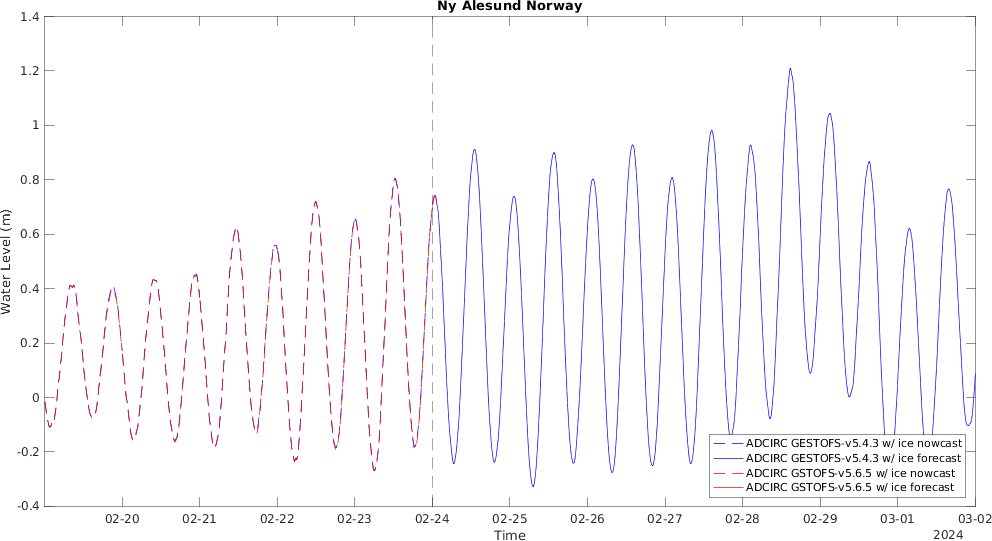 Ny Alesund Norway
1.4
1.2
1
0.8
0.6
0.4
0.2
0
-0.2
-0.4
Water Level (m)
02-20 02-21 02-22 02-23 02-24 02-25 02-26 02-27 02-28 02-29 03-01 03-02
Time
2024
ADCIRC GESTOFS-v5.4.3 w/ ice nowcast
ADCIRC GESTOFS-v5.4.3 w/ ice forecast
ADCIRC GSTOFS-v5.6.5 w/ ice nowcast
ADCIRC GSTOFS-v5.6.5 w/ ice forecast